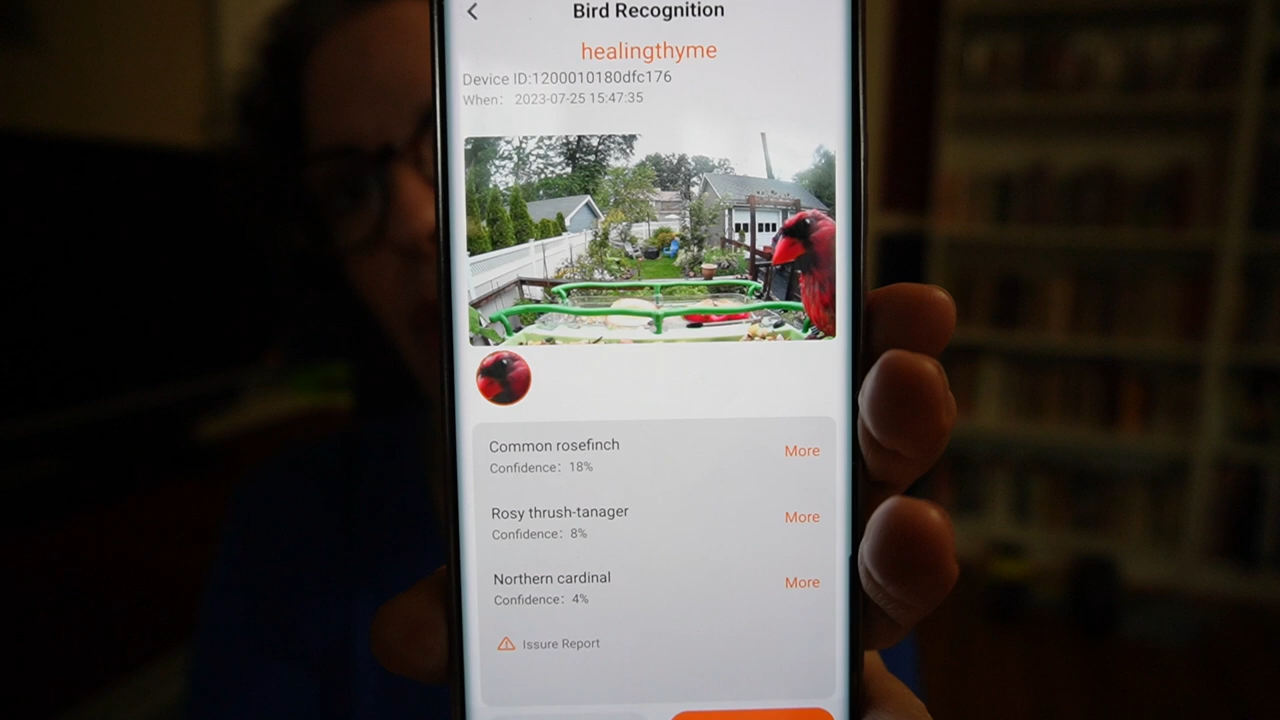 Bird Recognition
healingthyme
Device ID:1200010180dfc176
When: 2023-07-25 15:47:35
Common rosefinch
More
Confidence: 18%
Rosy thrush-tanager
More
Confidence: 8%
Northern cardinal
More
Confidence: 4%
Issure Report